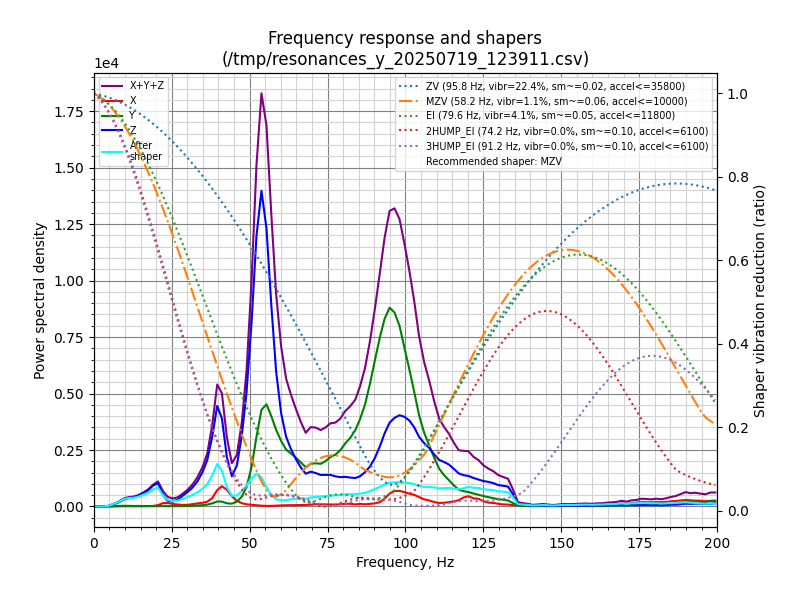 Frequency response and shapers
(/tmp/resonances_y_20250719_123911.csv)
1e4
X+Y+Z
X
Y
Z
After
shaper
ZV (95.8 Hz, vibr=22.4%, sm~=0.02, accel<=35800)
MZV (58.2 Hz, vibr=1.1%, sm~=0.06, accel<=10000)
EI (79.6 Hz, vibr=4.1%, sm~=0.05, accel<=11800)
2HUMP_EI (74.2 Hz, vibr=0.0%, sm~=0.10, accel<=6100)
3HUMP_EI (91.2 Hz, vibr=0.0%, sm~=0.10, accel<=6100)
Recommended shaper: MZV
Power spectral density
1.75
1.50
1.25
1.00
0.75
0.50
0.25
0.00
1.0
0.8
0.6
0.4
0.2
0.0
Shaper vibration reduction (ratio)
0 25 50 75 100 125 150 175 200
Frequency, Hz